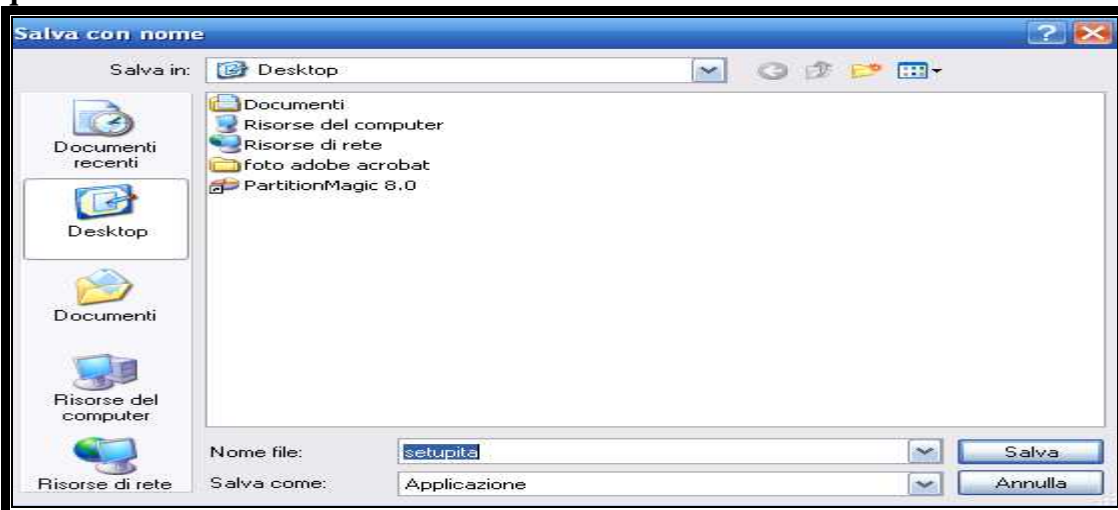 Salva con nome
Salva in:
Desktop
Documenti
recenti
Desktop
Documenti
Risorse del
computer
Risorse di rete
Documenti
Risorse del computer
Risorse di rete
foto adobe acrobat
PartitionMagic 8.0
Nome file:
setupita
Salva
Salva come:
Applicazione
Annulla